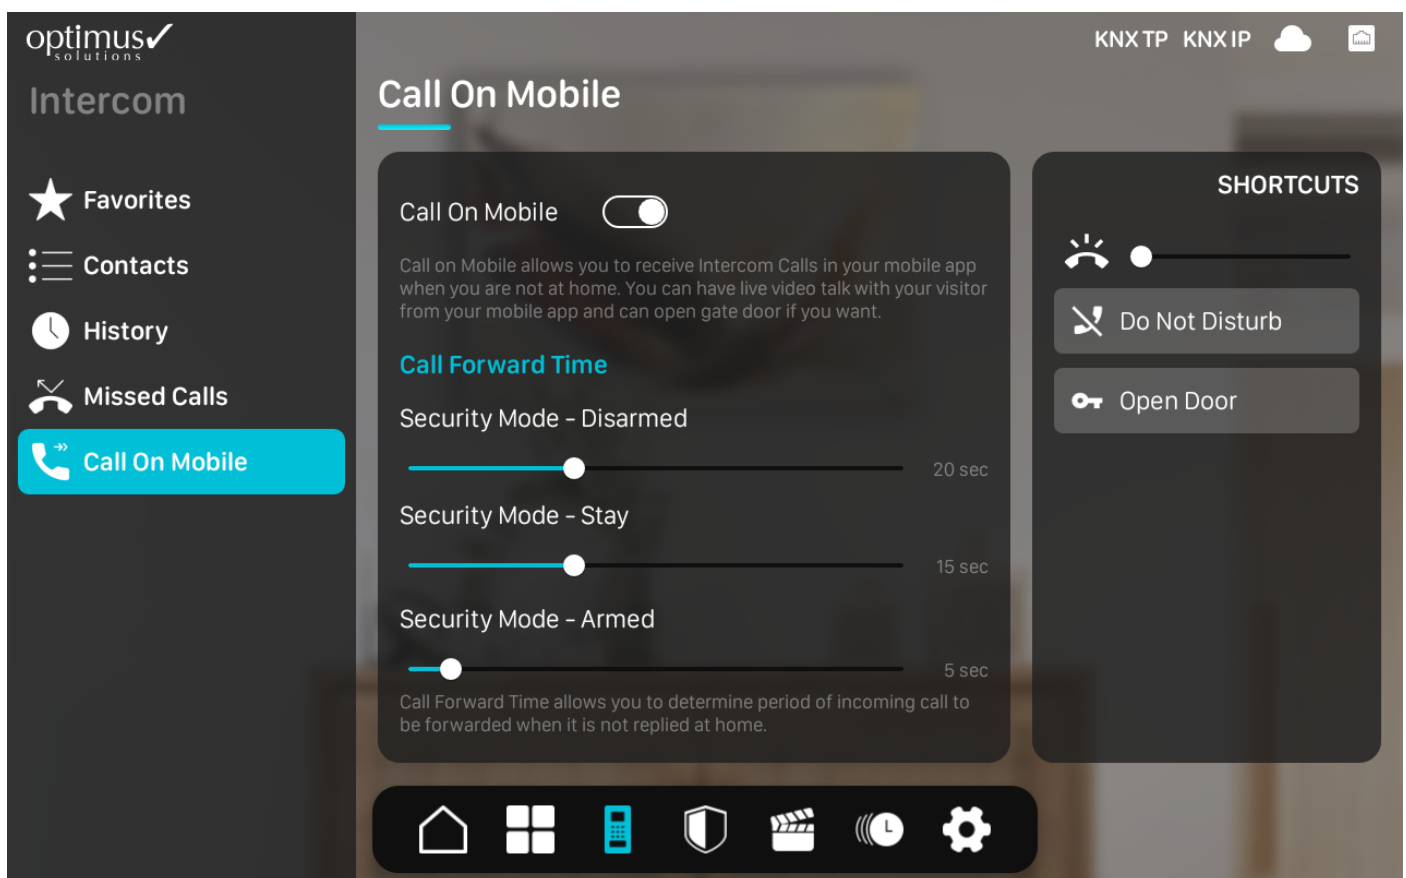 optimus
solutions
KNX TP KNX IP
Intercom
Favorites
Contacts
History
Missed Calls
Call On Mobile
Call On Mobile
Call On Mobile
Call on Mobile allows you to receive Intercom Calls in your mobile app
when you are not at home. You can have live video talk with your visitor
from your mobile app and can open gate door if you want.
Call Forward Time
Security Mode - Disarmed
20 sec
Security Mode - Stay
15 sec
Security Mode - Armed
5 sec
Call Forward Time allows you to determine period of incoming call to
be forwarded when it is not replied at home.
SHORTCUTS
Do Not Disturb
Open Door